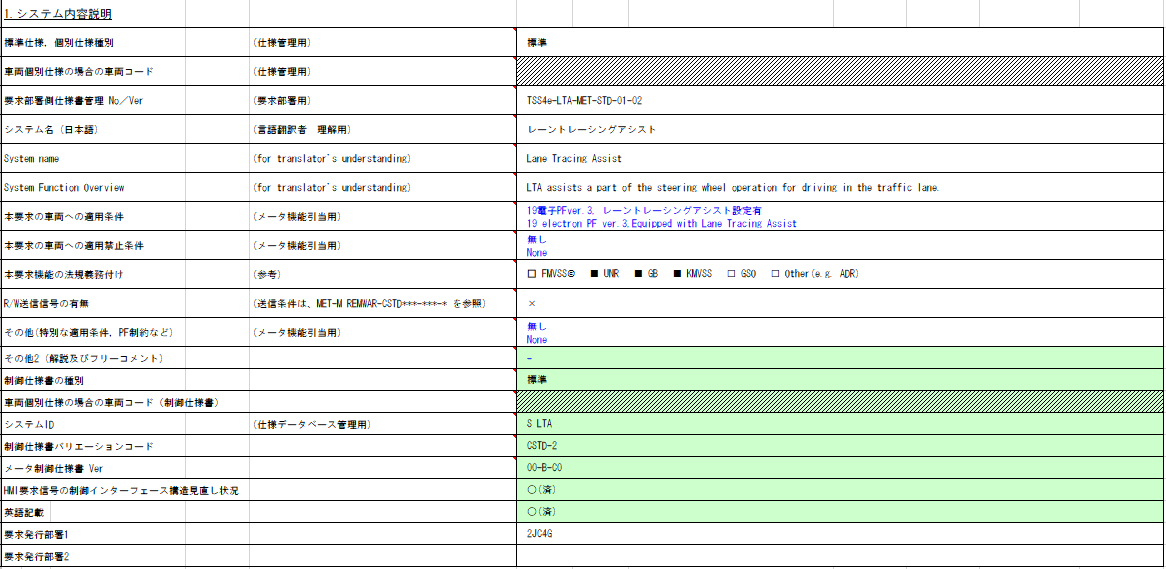 1.システム内容説明
標準仕様，個別仕様種別 (仕様管理用) 標準
車両個別仕様の場合の車両コード (仕様管理用)
要求部署側仕様書管理 No／Ver (要求部署用) TSS4e-LTA-MET-STD-01-02
システム名（日本語） (言語翻訳者　理解用) レーントレーシングアシスト
System name (for translator's understanding) Lane Tracing Assist
System Function Overview (for translator's understanding) LTA assists a part of the steering wheel operation for driving in the traffic lane.
本要求の車両への適用条件 (メータ機能引当用) 19電子PFver.3. レーントレーシングアシスト設定有
19 electron PF ver.3.Equipped with Lane Tracing Assist
本要求の車両への適用禁止条件 (メータ機能引当用) 無し
None
本要求機能の法規義務付け (参考) □ FMVSS◎ ■ UNR ■ GB ■ KMVSS □ GSO □ Other(e.g. ADR)
R/W送信信号の有無 (送信条件は、MET-M_REMWAR-CSTD***-***-* を参照) ×
その他(特別な適用条件，PF制約など) (メータ機能引当用) 無し
None
その他2（解説及びフリーコメント） -
制御仕様書の種別 標準
車両個別仕様の場合の車両コード（制御仕様書）
システムID (仕様データベース管理用) S_LTA
制御仕様書バリエーションコード CSTD-2
メータ制御仕様書 Ver 00-B-C0
HMI要求信号の制御インターフェース構造見直し状況 ○(済)
英語記載 ○(済)
要求発行部署1 2JC4G
要求発行部署2